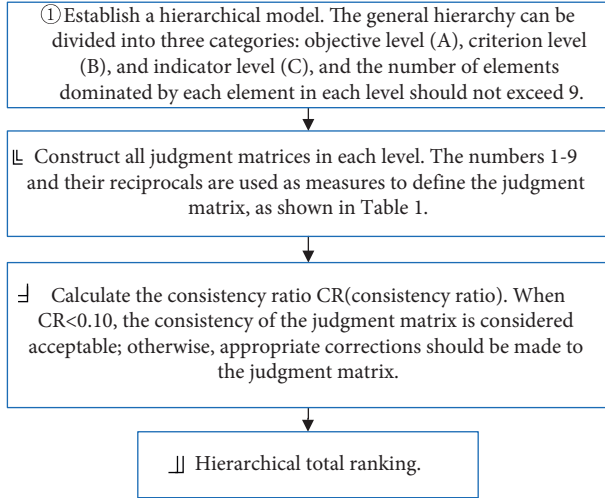 ① Establish a hierarchical model. The general hierarchy can be
divided into three categories: objective level (A), criterion level
(B), and indicator level (C), and the number of elements
dominated by each element in each level should not exceed 9.
╚ Construct all judgment matrices in each level. The numbers 1-9
and their reciprocals are used as measures to define the judgment
matrix, as shown in Table 1.
╛ Calculate the consistency ratio CR(consistency ratio). When
CR<0.10, the consistency of the judgment matrix is considered
acceptable; otherwise, appropriate corrections should be made to
the judgment matrix.
╜ Hierarchical total ranking.